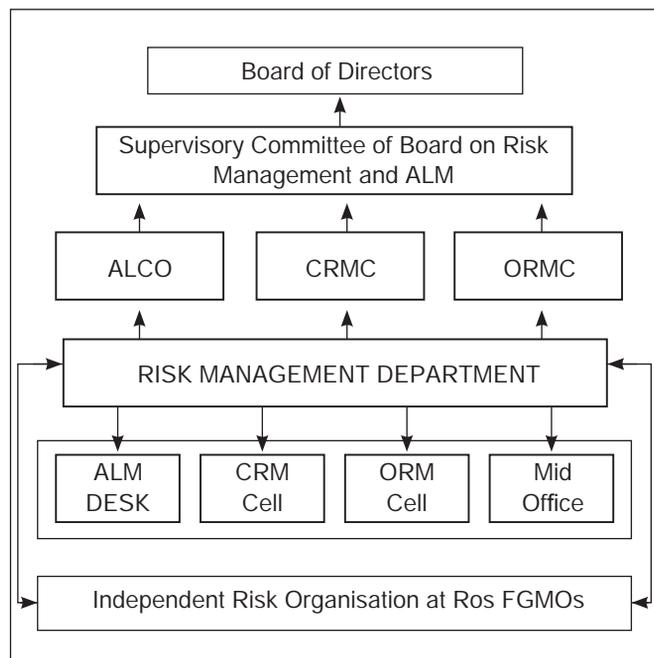 Board of Directors
Supervisory Committee of Board on Risk
Management and ALM
ALCO
CRMC
ORMC
RISK MANAGEMENT DEPARTMENT
ALM
DESK
CRM
Cell
ORM
Cell
Mid
Office
Independent Risk Organisation at Ros FGMOs